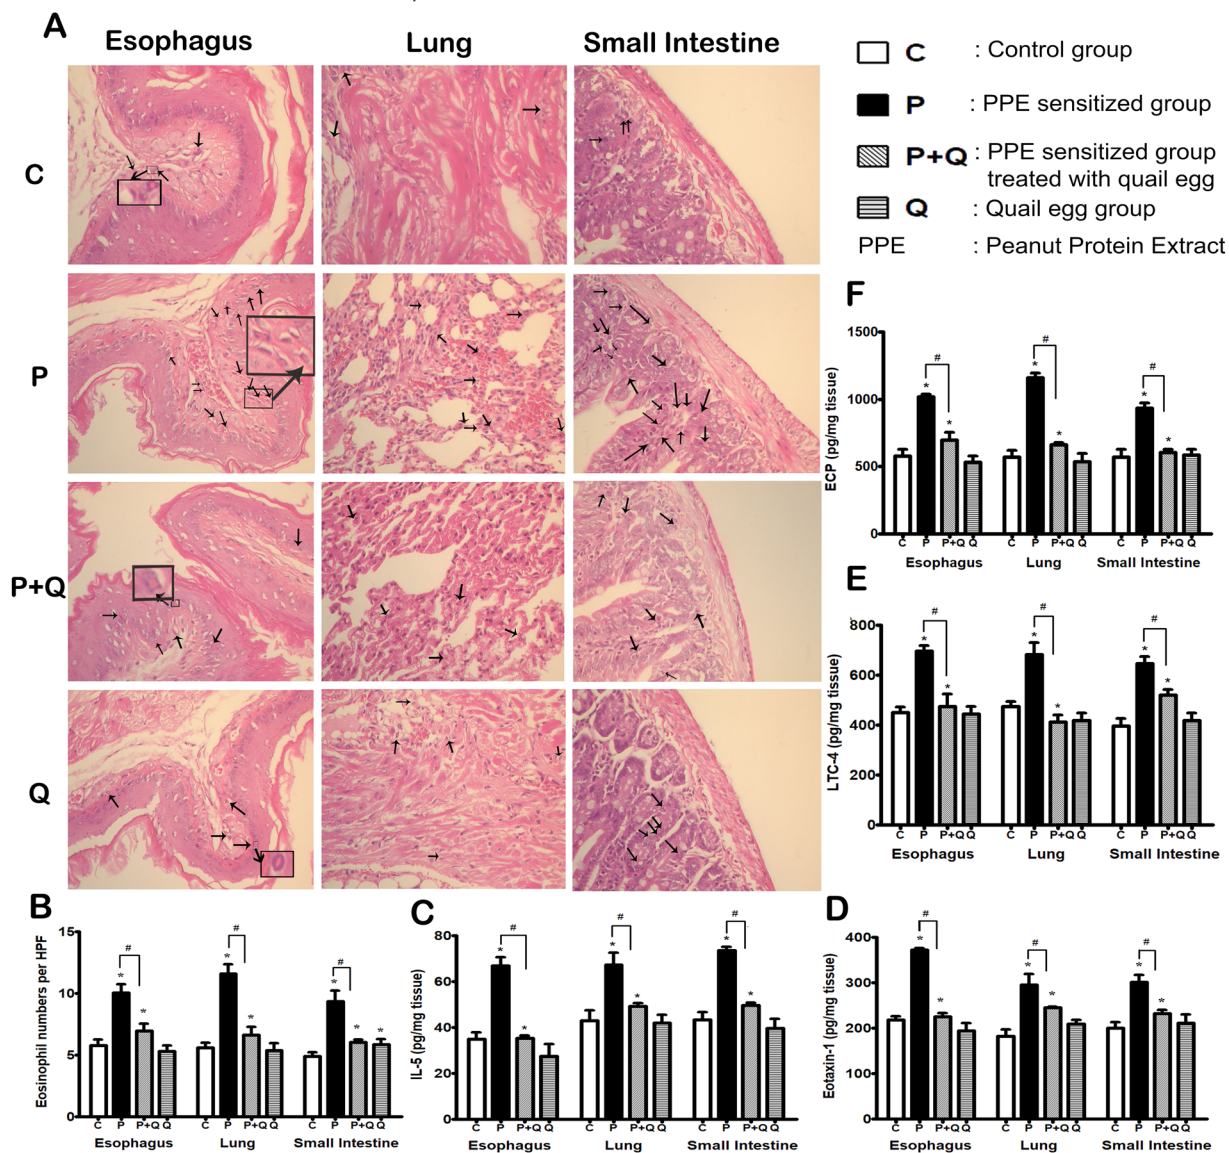 A
Esophagus
Lung
Small Intestine
C
P
P+Q
Q
C : Control group
P : PPE sensitized group
P+Q : PPE sensitized group
treated with quail egg
Q : Quail egg group
PPE : Peanut Protein Extract
F
ECP (pg/mg tissue)
1500
1000
500
0
# # #
* * * * * *
C P P+Q Q C P P+Q Q C P P+Q Q
Esophagus Lung Small Intestine
E
LTC-4 (pg/mg tissue)
800
600
400
200
0
# # #
* * * * * *
C P P+Q Q C P P+Q Q C P P+Q Q
Esophagus Lung Small Intestine
B
Eosinophil numbers per HPF
15
10
5
0
# # #
* * * * * * *
C P P+Q Q C P P+Q Q C P P+Q Q
Esophagus Lung Small Intestine
C
IL-5 (pg/mg tissue)
80
60
40
20
0
# # #
* * * * * *
C P P+Q Q C P P+Q Q C P P+Q Q
Esophagus Lung Small Intestine
D
Eotaxin-1 (pg/mg tissue)
400
300
200
100
0
# # #
* * * * * *
C P P+Q Q C P P+Q Q C P P+Q Q
Esophagus Lung Small Intestine